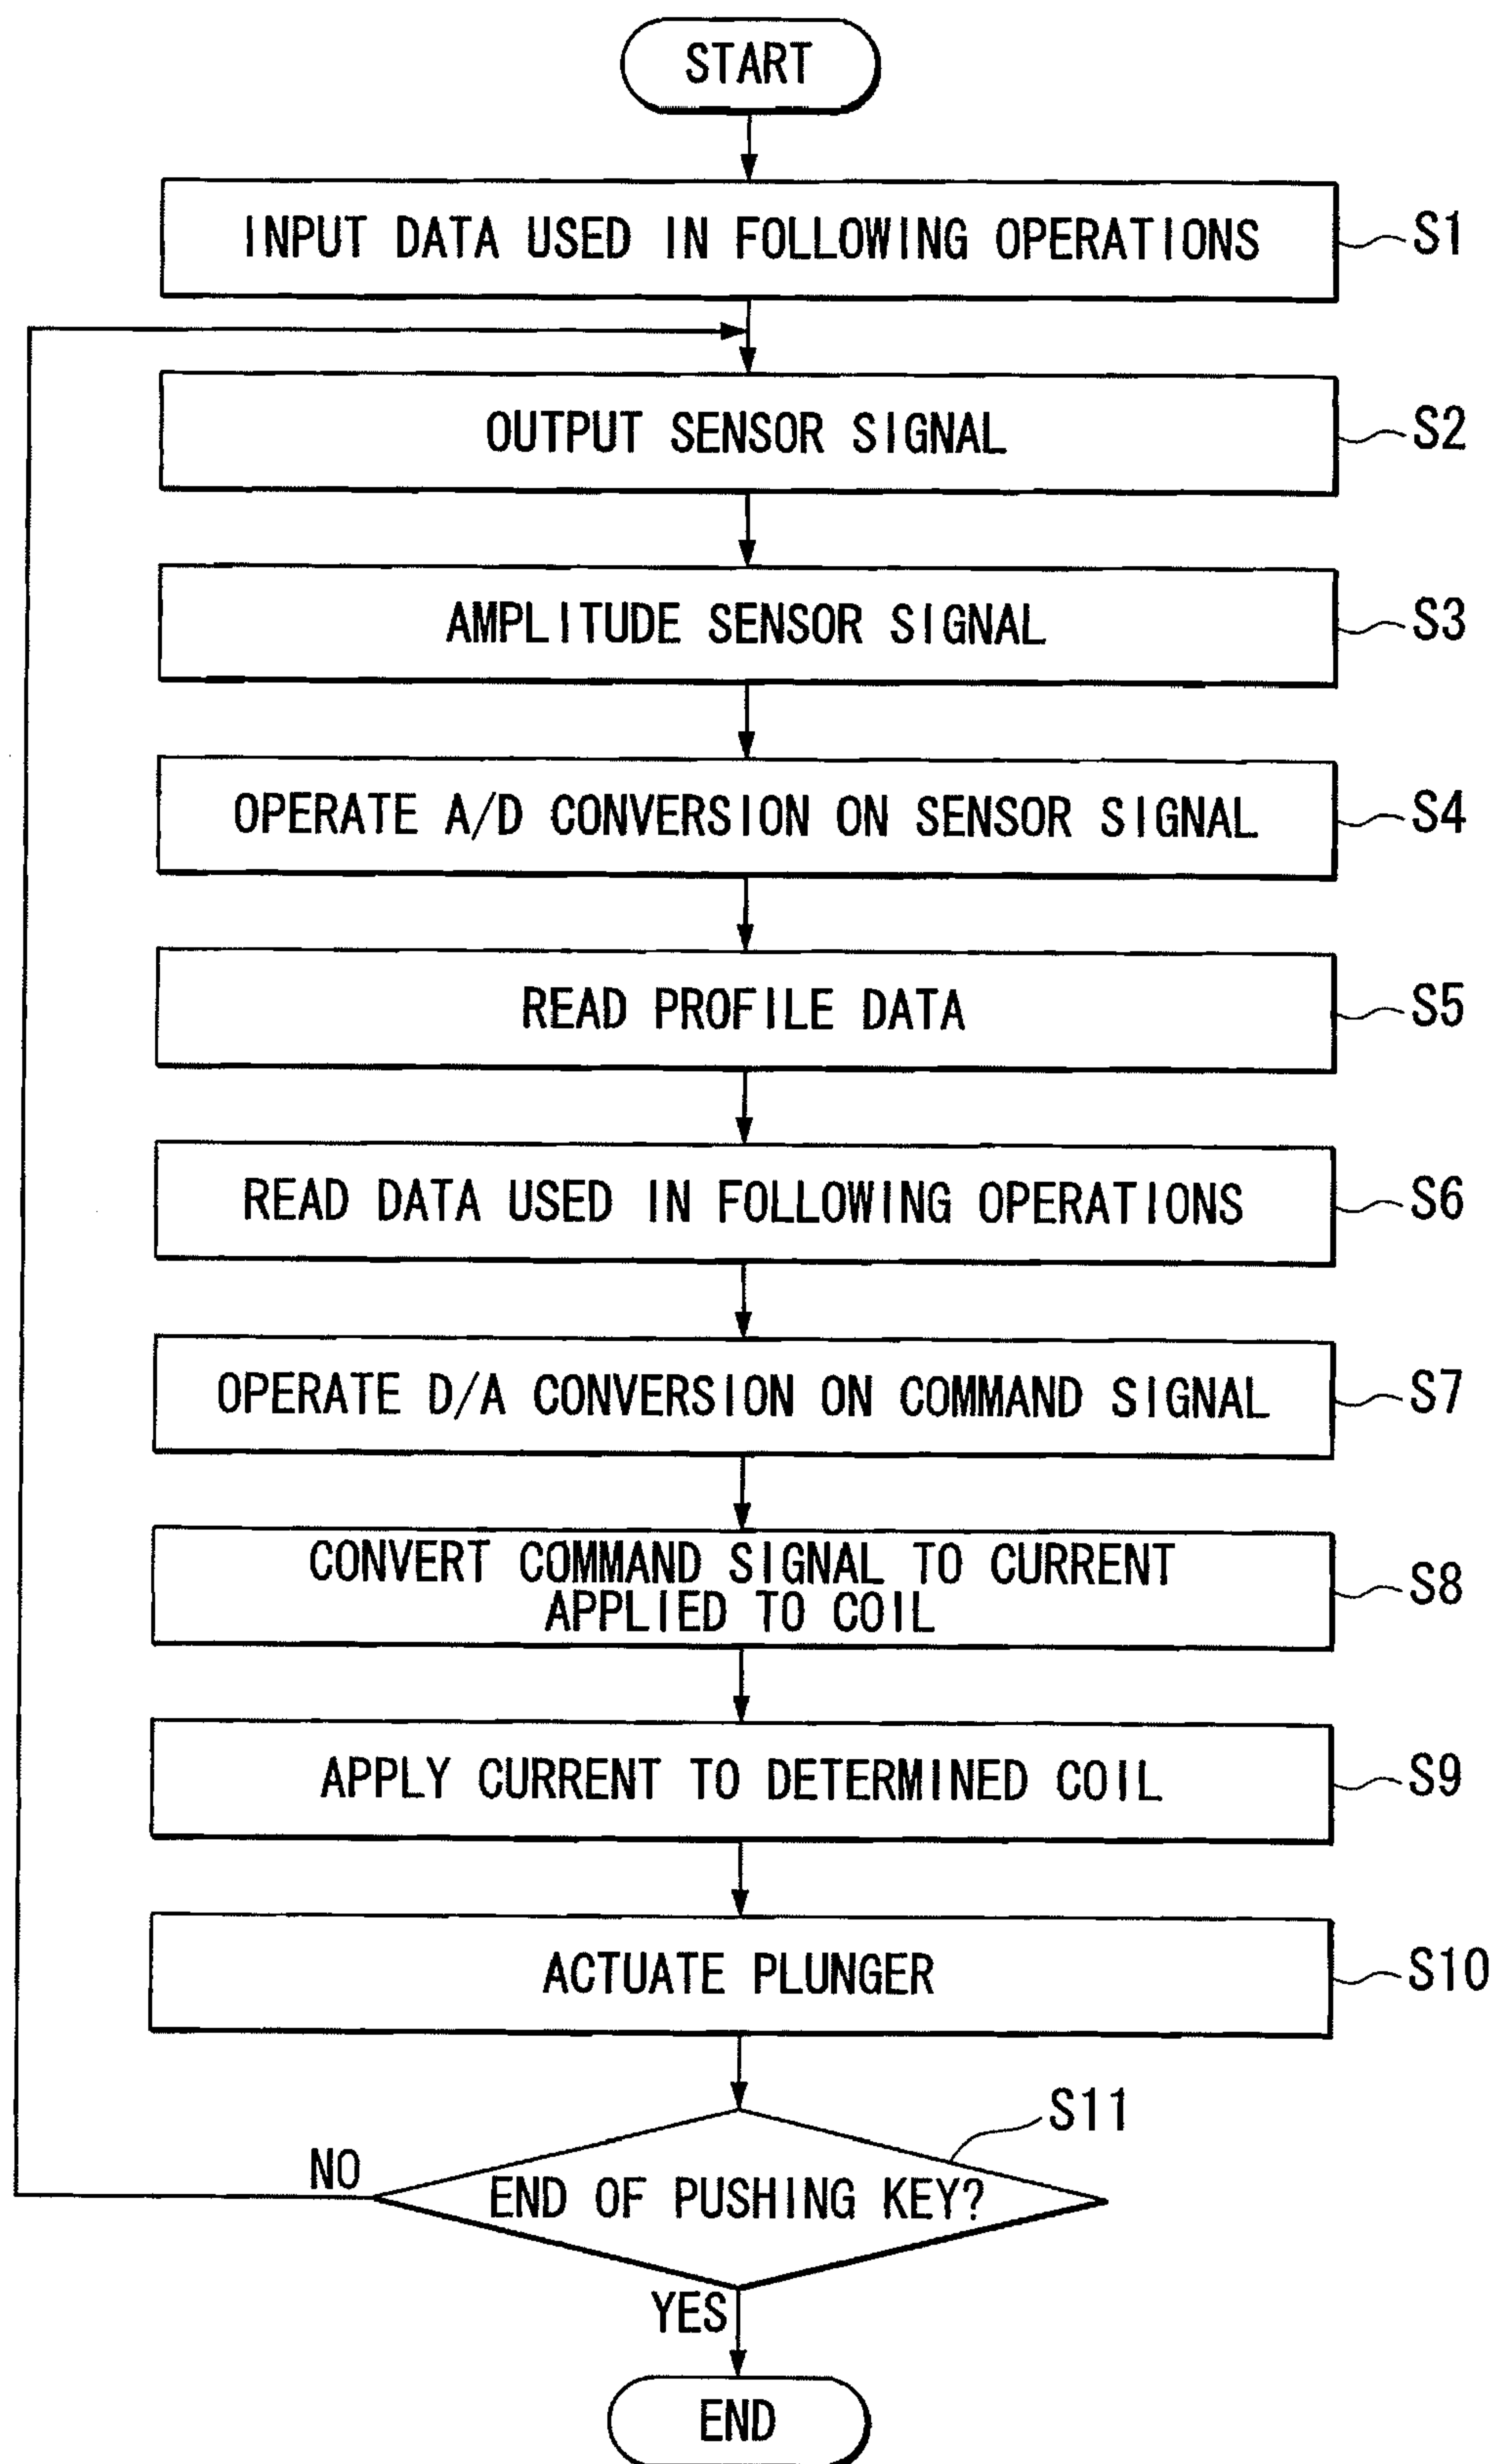 START
INPUT DATA USED IN FOLLOWING OPERATIONS
S1
OUTPUT SENSOR SIGNAL
S2
AMPLITUDE SENSOR SIGNAL
S3
OPERATE A/D CONVERSION ON SENSOR SIGNAL
S4
READ PROFILE DATA
S5
READ DATA USED IN FOLLOWING OPERATIONS
S6
OPERATE D/A CONVERSION ON COMMAND SIGNAL
S7
CONVERT COMMAND SIGNAL TO CURRENT
APPLIED TO COIL
S8
APPLY CURRENT TO DETERMINED COIL
S9
ACTUATE PLUNGER
S10
S11
NO
END OF PUSHING KEY?
YES
END